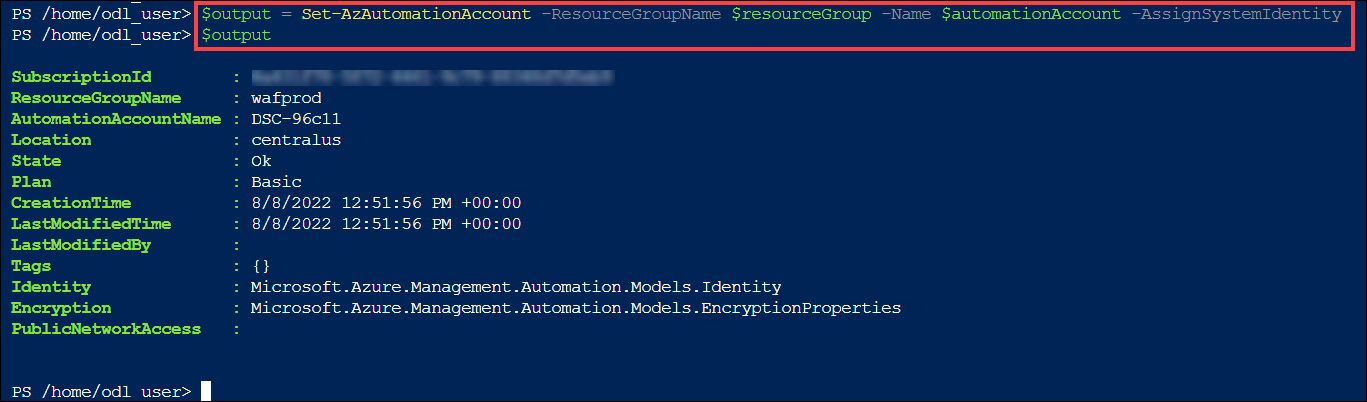 PS /home/odl_user> $output = Set-AzAutomationAccount -ResourceGroupName $resourceGroup -Name $automationAccount -AssignSystemIdentity
PS /home/odl_user> $output
SubscriptionId :
ResourceGroupName : wafprod
AutomationAccountName : DSC-96c11
Location : centralus
State : Ok
Plan : Basic
CreationTime : 8/8/2022 12:51:56 PM +00:00
LastModifiedTime : 8/8/2022 12:51:56 PM +00:00
LastModifiedBy :
Tags : {}
Identity : Microsoft.Azure.Management.Automation.Models.Identity
Encryption : Microsoft.Azure.Management.Automation.Models.EncryptionProperties
PublicNetworkAccess :
PS /home/odl_user>